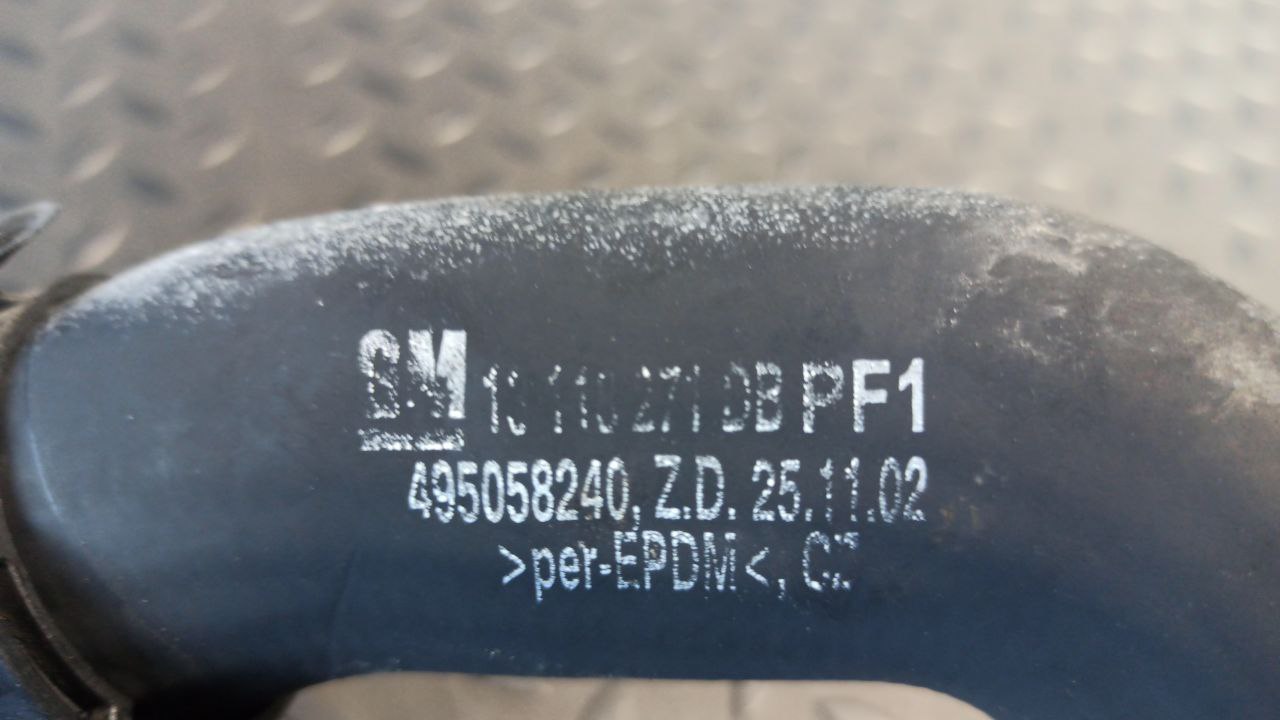 GM 13 110 271 DB PF1
495058240, Z.D. 25.11.02
>per-EPDM<, CZ